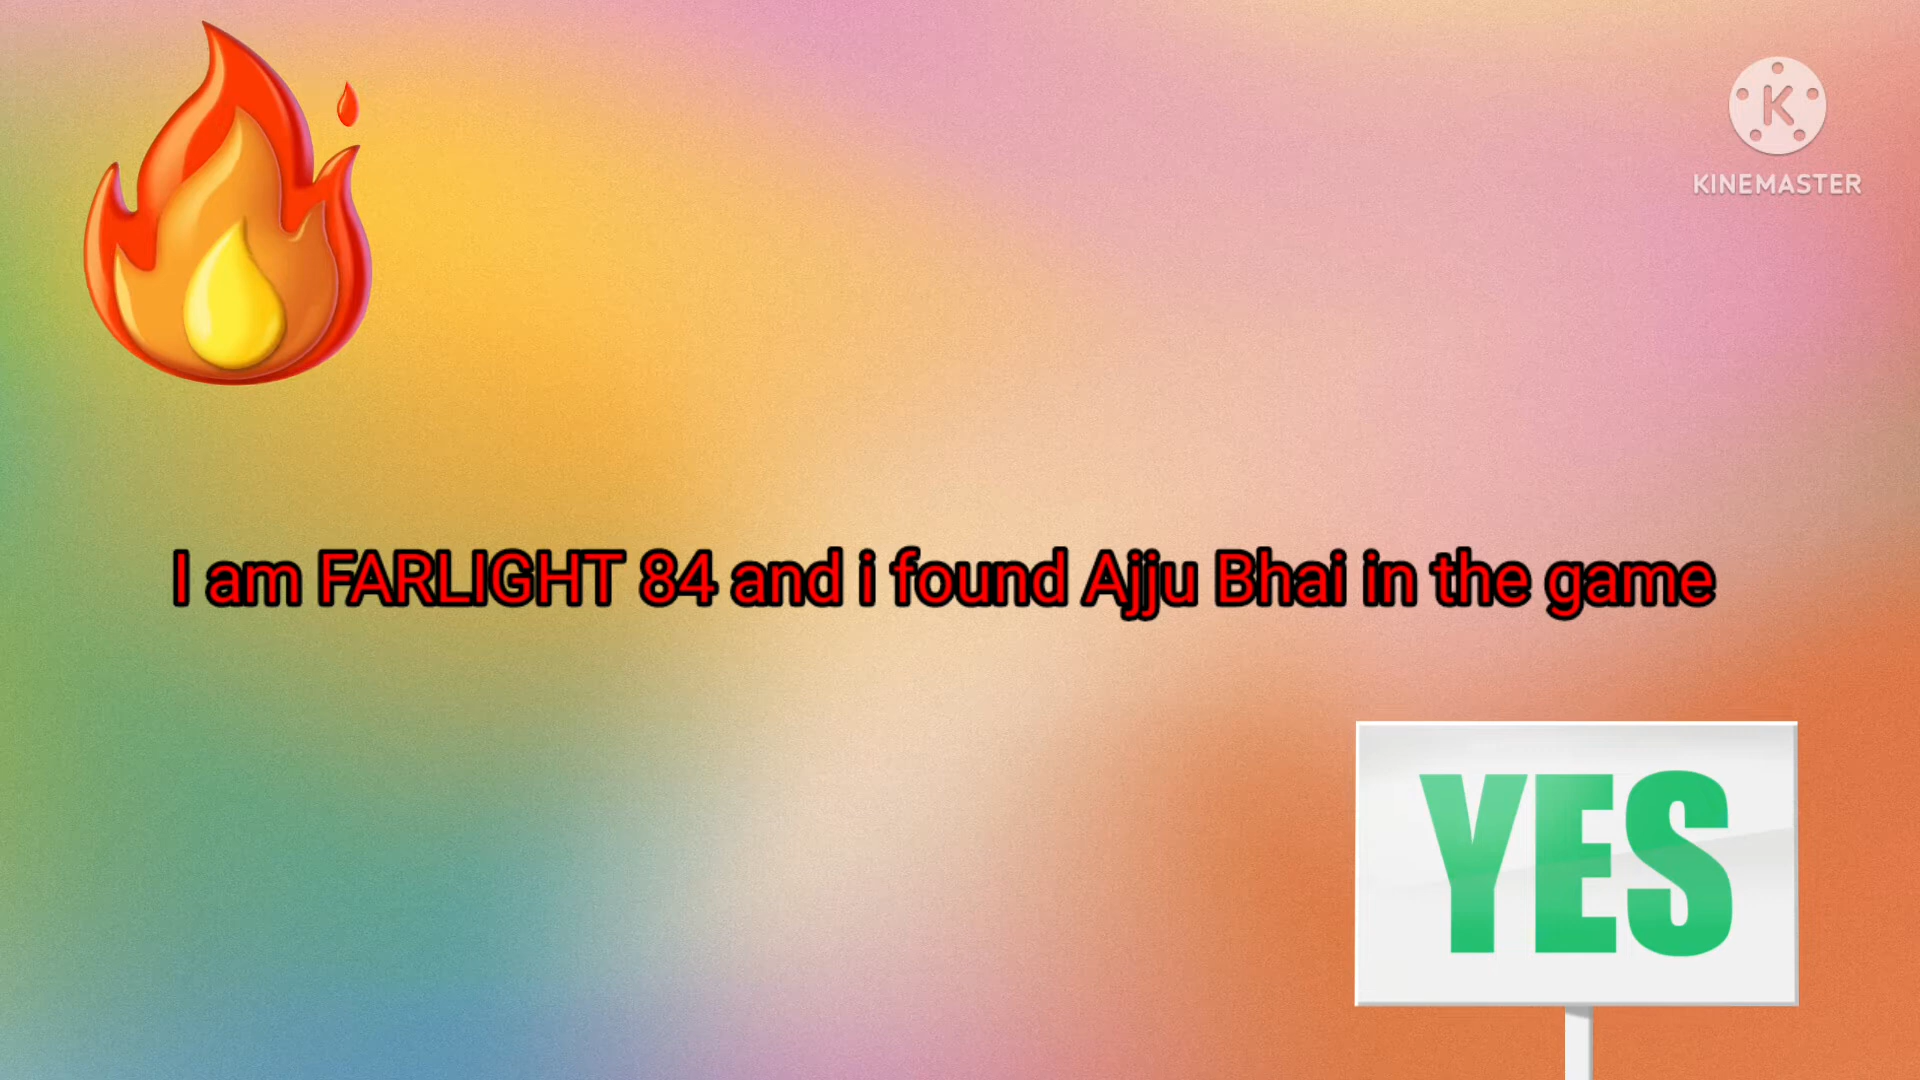 K
KINEMASTER
I am FARLIGHT 84 and i found Ajju Bhai in the game
YES